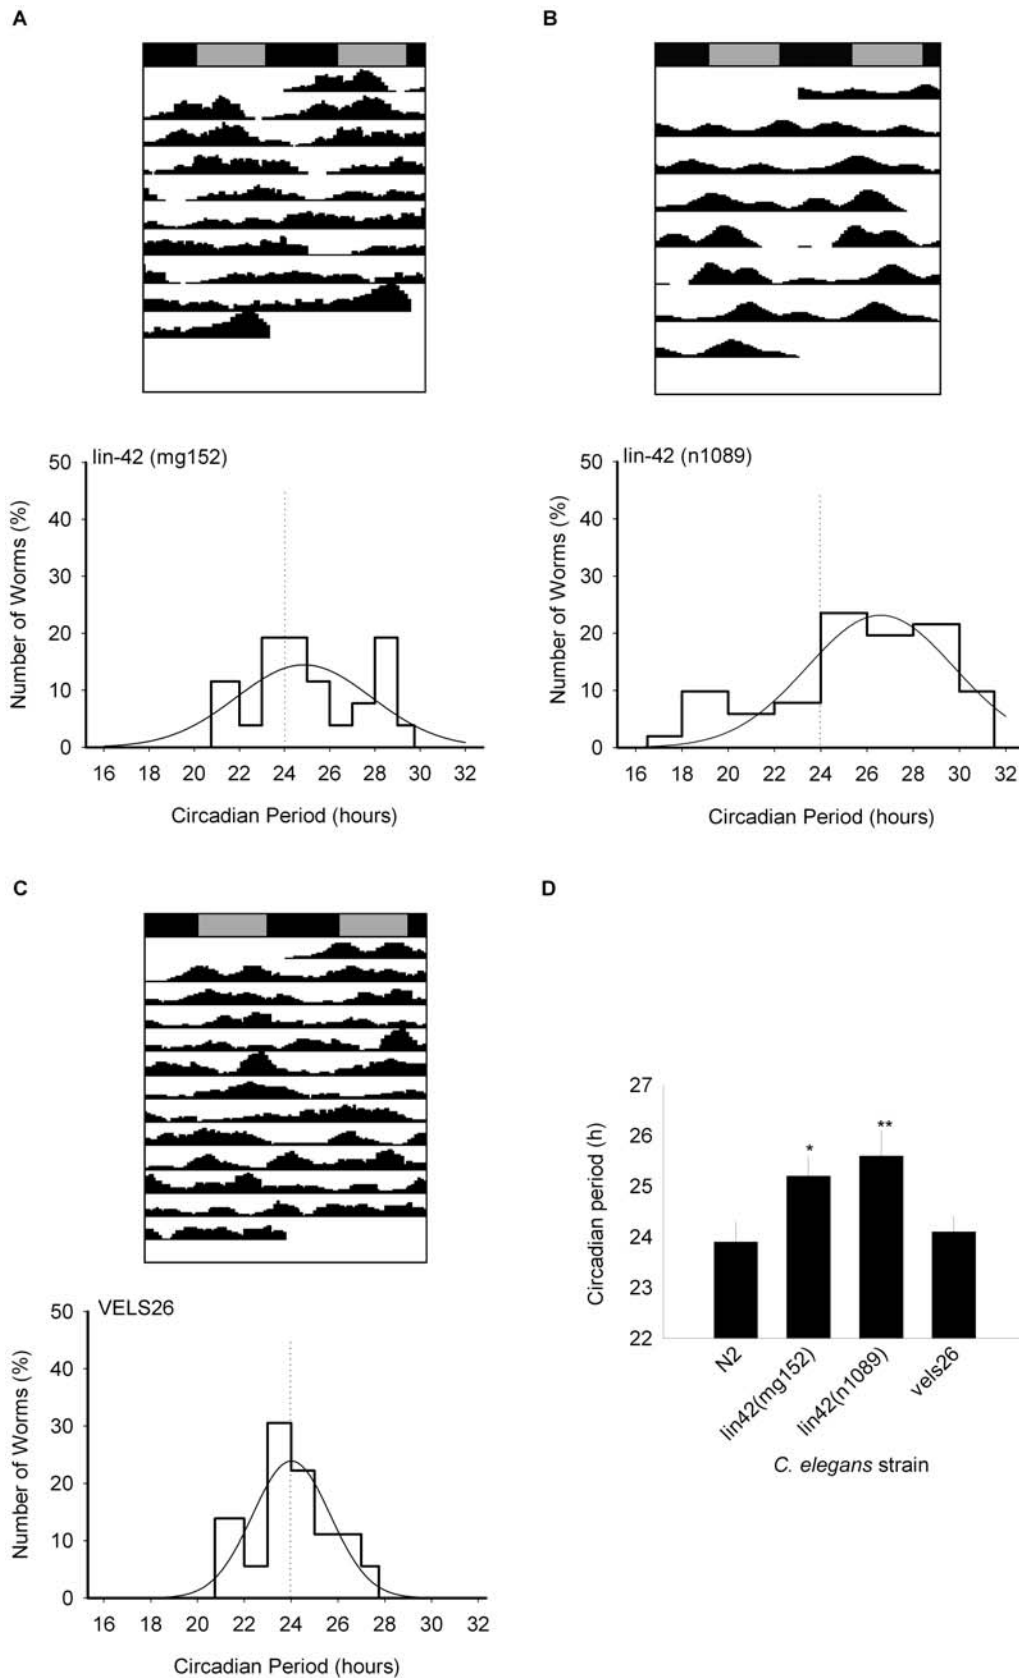 A
B
lin-42 (mg152)
50
40
30
20
10
0
Number of Worms (%)
16 18 20 22 24 26 28 30 32
Circadian Period (hours)
lin-42 (n1089)
50
40
30
20
10
0
Number of Worms (%)
16 18 20 22 24 26 28 30 32
Circadian Period (hours)
C
D
VELS26
50
40
30
20
10
0
Number of Worms (%)
16 18 20 22 24 26 28 30 32
Circadian Period (hours)
27
26
25
24
23
22
Circadian period (h)
*
**
N2
lin42(mg152)
lin42(n1089)
vels26
C. elegans strain